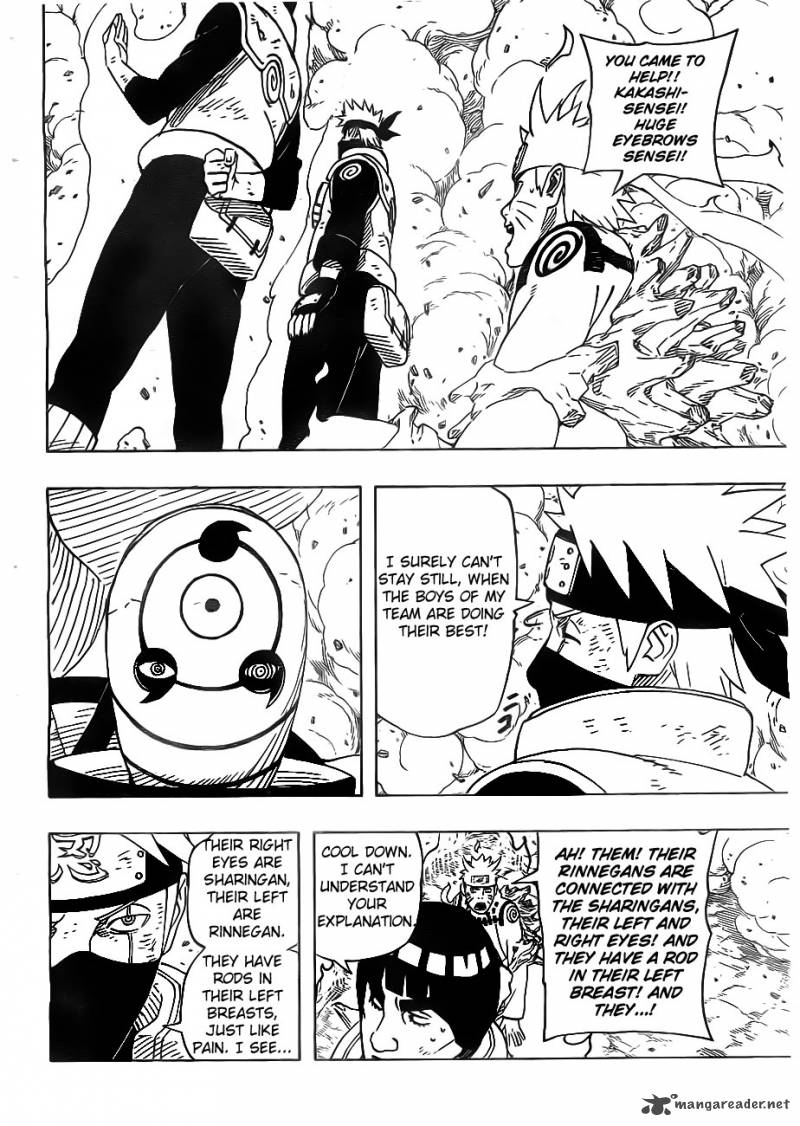 YOU CAME TO
HELP!!
KAKASHI-
SENSEI!
HUGE
EYEBROWS
SENSEI!
I SURELY CAN'T
STAY STILL, WHEN
THE BOYS OF MY
TEAM ARE DOING
THEIR BEST!
AH! THEM! THEIR
RINNEGANS ARE
CONNECTED WITH
THE SHARINGANS,
THEIR LEFT AND
RIGHT EYES! AND
THEY HAVE A ROD
IN THEIR LEFT
BREAST! AND
THEY...!
COOL DOWN.
I CAN'T
UNDERSTAND
YOUR
EXPLANATION.
THEIR RIGHT
EYES ARE
SHARINGAN,
THEIR LEFT
ARE
RINNEGAN.
THEY HAVE
RODS IN
THEIR LEFT
BREASTS,
JUST LIKE
PAIN. I SEE...
mangareader.net